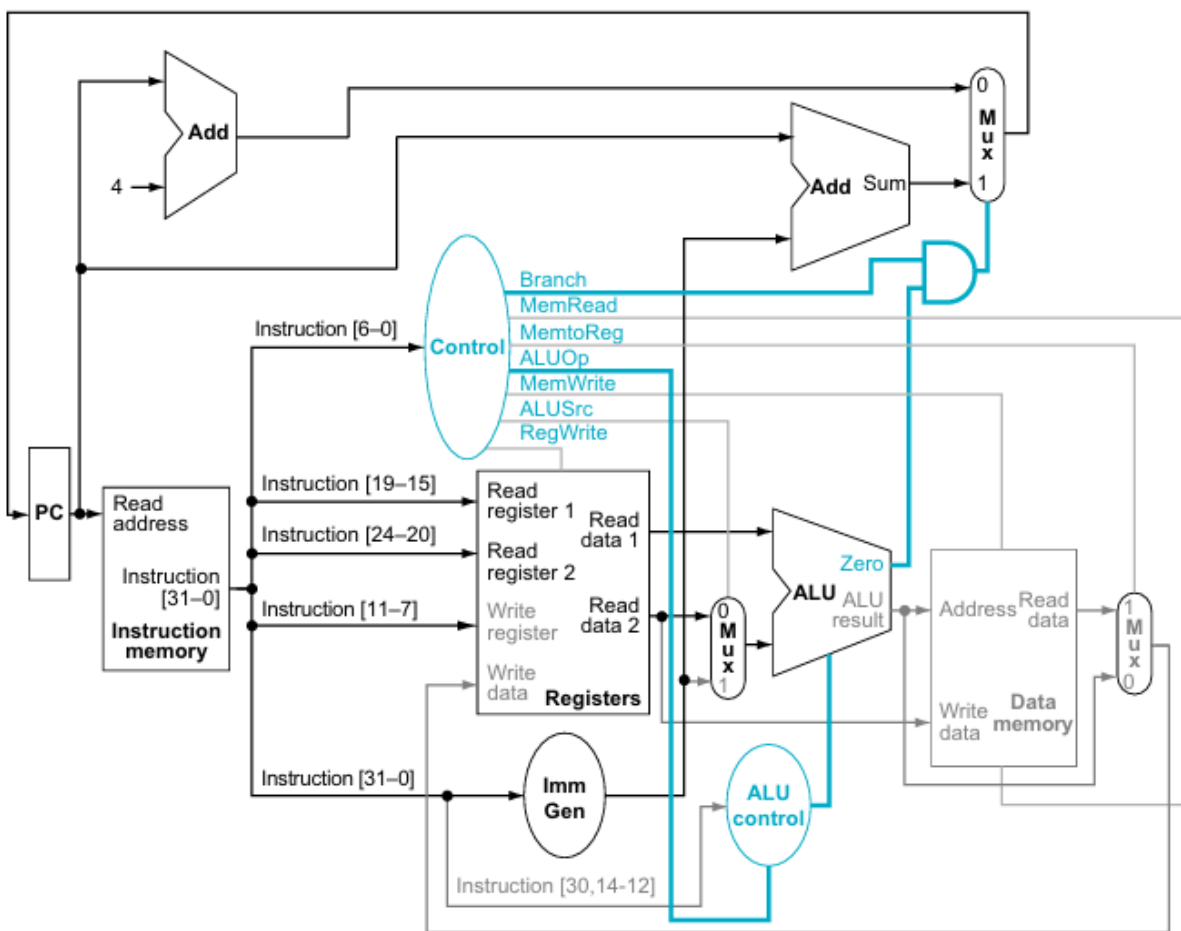 0
Add
M
u
x
4
Add Sum
1
Branch
MemRead
Instruction [6–0]
MemtoReg
Control
ALUOp
MemWrite
ALUSrc
RegWrite
PC
Read
address
Instruction
[31–0]
Instruction
memory
Instruction [19–15]
Instruction [24–20]
Instruction [11–7]
Read
register 1
Read
data 1
Read
register 2
Write
register
Read
data 2
Write
data
Registers
0
M
u
x
1
Zero
ALU
ALU
result
Address
Read
data
Write
data
Data
memory
1
M
u
x
0
Instruction [31–0]
Imm
Gen
ALU
control
Instruction [30,14-12]